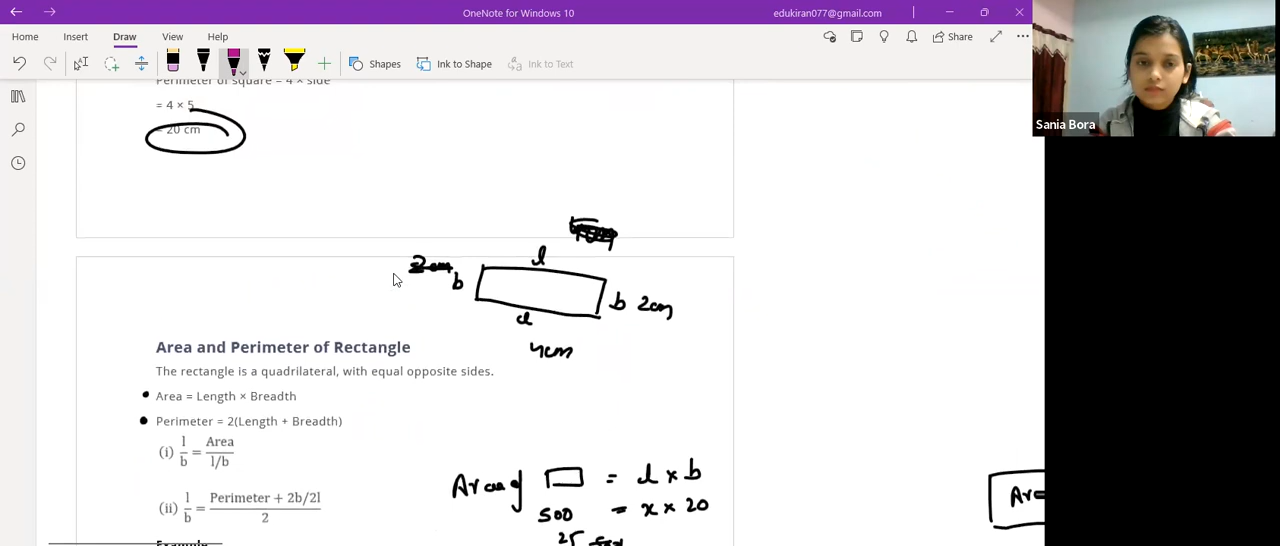 OneNote for Windows 10
edukiran077@gmail.com
Home Insert Draw View Help
Share
Shapes Ink to Shape Ink to Text
Sania Bora
Perimeter of square = 4 × side
= 4 × 5
= 20 cm
l
2cm
b
b 2cm
l
4cm
Area and Perimeter of Rectangle
The rectangle is a quadrilateral, with equal opposite sides.
• Area = Length × Breadth
• Perimeter = 2(Length + Breadth)
(i) l/b = Area/l/b
(ii) l/b = Perimeter + 2b/2l/2
Area of = l × b
500 = x × 20
25
Are
Example